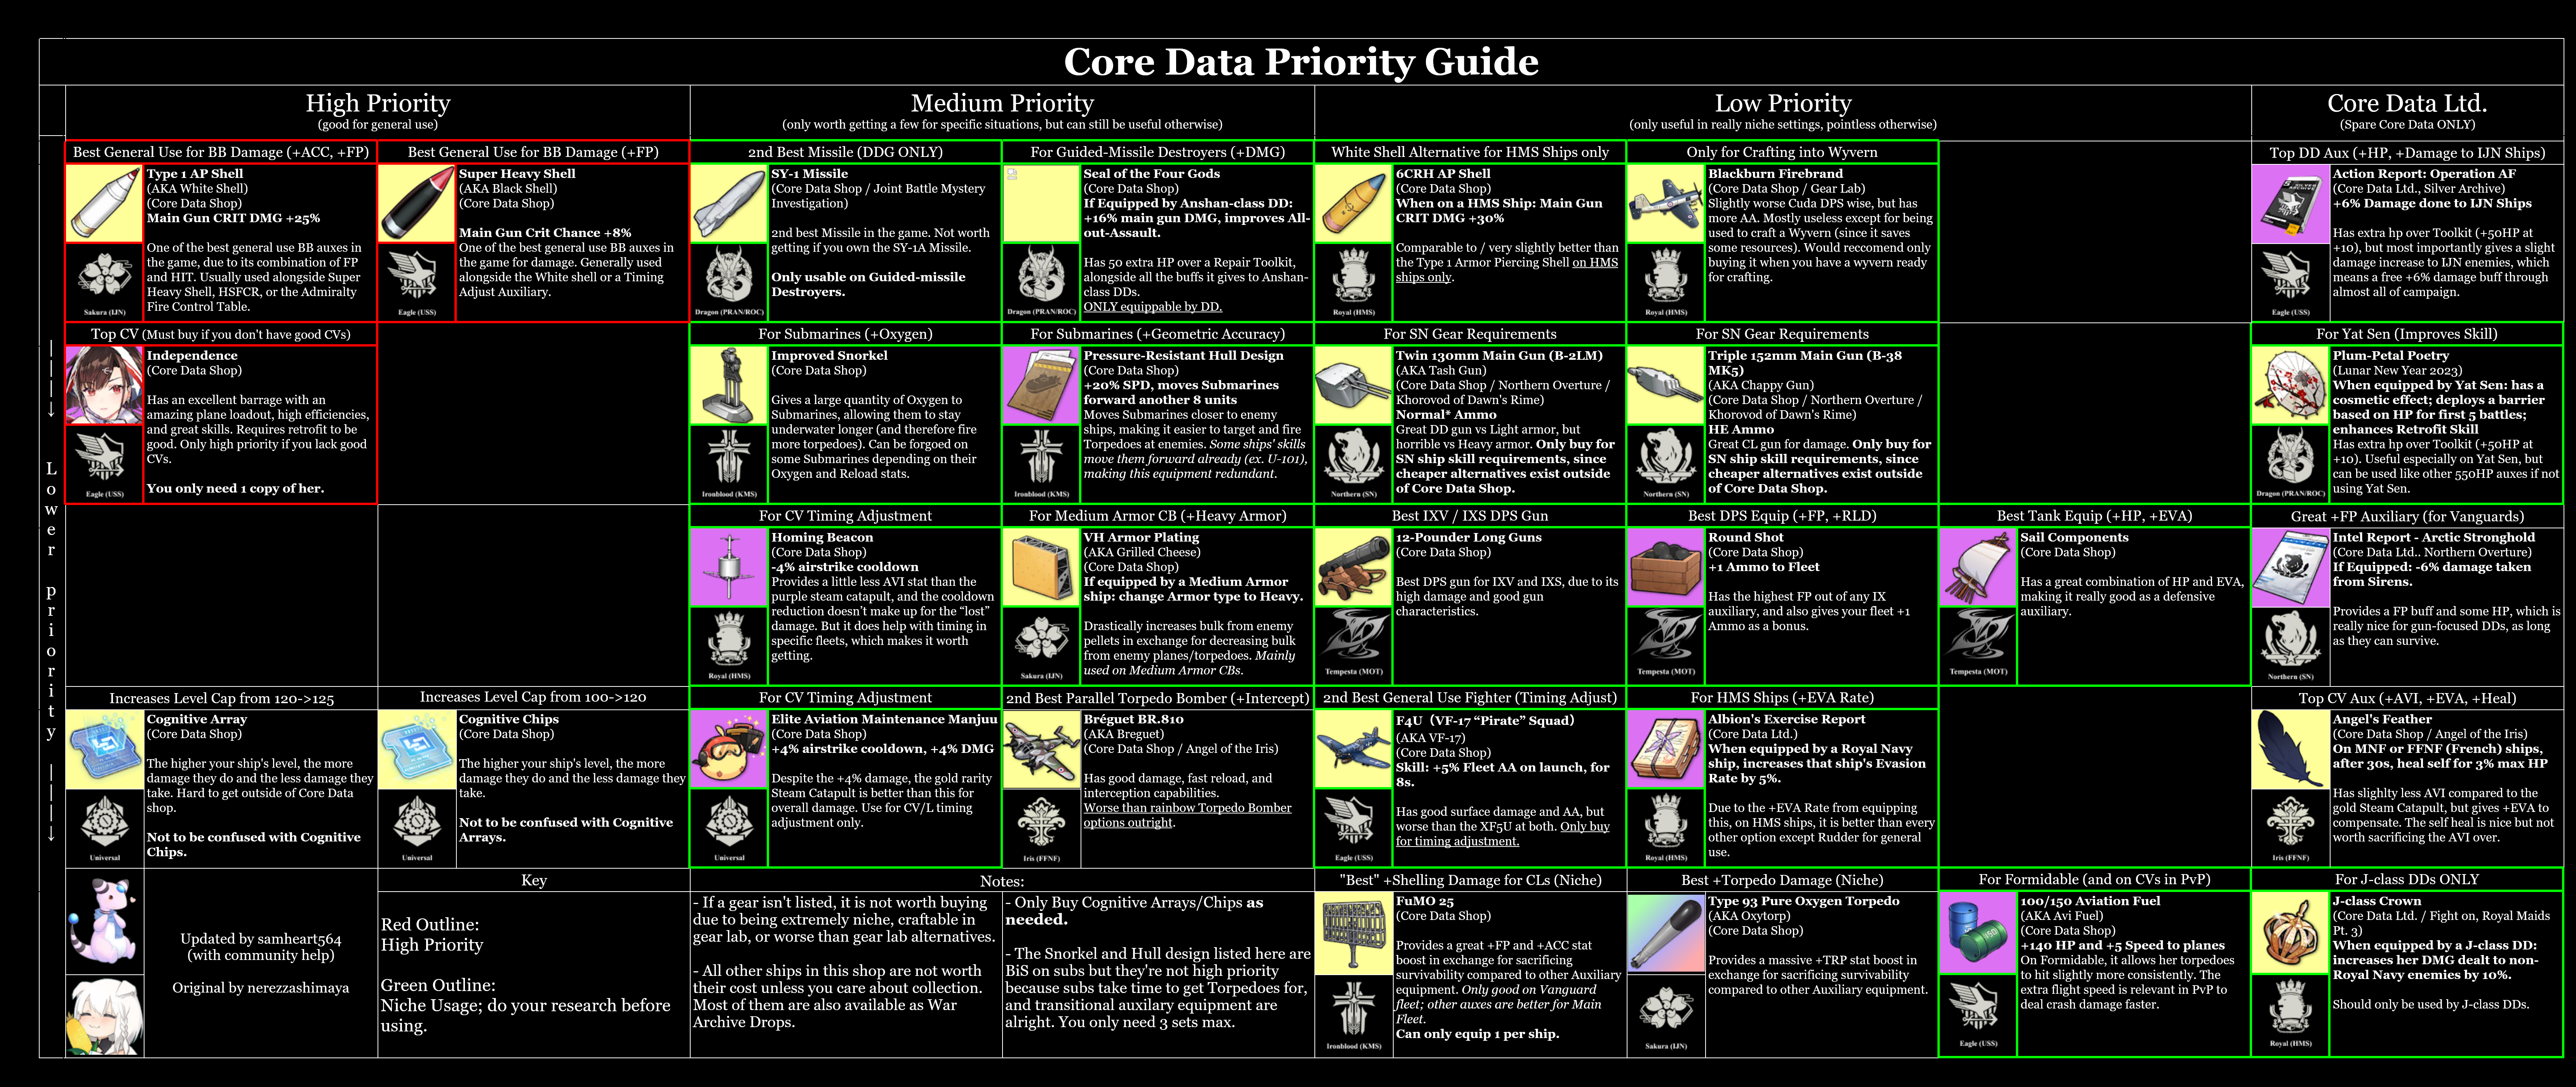 Core Data Priority Guide
High Priority
(good for general use)
Medium Priority
(only worth getting a few for specific situations, but can still be useful otherwise)
Low Priority
(only useful in really niche settings, pointless otherwise)
Core Data Ltd.
(Spare Core Data ONLY)
Lower priority
Best General Use for BB Damage (+ACC, +FP)
Type 1 AP Shell
(AKA White Shell)
(Core Data Shop)
Main Gun CRIT DMG +25%
One of the best general use BB auxes in
the game, due to its combination of FP
and HIT. Usually used alongside Super
Heavy Shell, HSFCR, or the Admiralty
Fire Control Table.
Sakura (IJN)
Best General Use for BB Damage (+FP)
Super Heavy Shell
(AKA Black Shell)
(Core Data Shop)
Main Gun Crit Chance +8%
One of the best general use BB auxes in
the game for damage. Generally used
alongside the White shell or a Timing
Adjust Auxiliary.
Eagle (USS)
2nd Best Missile (DDG ONLY)
SY-1 Missile
(Core Data Shop / Joint Battle Mystery
Investigation)
2nd best Missile in the game. Not worth
getting if you own the SY-1A Missile.
Only usable on Guided-missile
Destroyers.
Dragon (PRAN/ROC)
For Guided-Missile Destroyers (+DMG)
Seal of the Four Gods
(Core Data Shop)
If Equipped by Anshan-class DD:
+16% main gun DMG, improves All-
out-Assault.
Has 50 extra HP over a Repair Toolkit,
alongside all the buffs it gives to Anshan-
class DDs.
ONLY equippable by DD.
Dragon (PRAN/ROC)
White Shell Alternative for HMS Ships only
6CRH AP Shell
(Core Data Shop)
When on a HMS Ship: Main Gun
CRIT DMG +30%
Comparable to / very slightly better than
the Type 1 Armor Piercing Shell on HMS
ships only.
Royal (HMS)
Only for Crafting into Wyvern
Blackburn Firebrand
(Core Data Shop / Gear Lab)
Slightly worse Cuda DPS wise, but has
more AA. Mostly useless except for being
used to craft a Wyvern (since it saves
some resources). Would reccomend only
buying it when you have a wyvern ready
for crafting.
Royal (HMS)
Top DD Aux (+HP, +Damage to IJN Ships)
Action Report: Operation AF
(Core Data Ltd., Silver Archive)
+6% Damage done to IJN Ships
Has extra hp over Toolkit (+50HP at
+10), but most importantly gives a slight
damage increase to IJN enemies, which
means a free +6% damage buff through
almost all of campaign.
Eagle (USS)
Top CV (Must buy if you don't have good CVs)
Independence
(Core Data Shop)
Has an excellent barrage with an
amazing plane loadout, high efficiencies,
and great skills. Requires retrofit to be
good. Only high priority if you lack good
CVs.
You only need 1 copy of her.
Eagle (USS)
For Submarines (+Oxygen)
Improved Snorkel
(Core Data Shop)
Gives a large quantity of Oxygen to
Submarines, allowing them to stay
underwater longer (and therefore fire
more torpedoes). Can be forgoed on
some Submarines depending on their
Oxygen and Reload stats.
Ironblood (KMS)
For Submarines (+Geometric Accuracy)
Pressure-Resistant Hull Design
(Core Data Shop)
+20% SPD, moves Submarines
forward another 8 units
Moves Submarines closer to enemy
ships, making it easier to target and fire
Torpedoes at enemies. Some ships' skills
move them forward already (ex. U-101),
making this equipment redundant.
Ironblood (KMS)
For SN Gear Requirements
Twin 130mm Main Gun (B-2LM)
(AKA Tash Gun)
(Core Data Shop / Northern Overture /
Khorovod of Dawn's Rime)
Normal* Ammo
Great DD gun vs Light armor, but
horrible vs Heavy armor. Only buy for
SN ship skill requirements, since
cheaper alternatives exist outside
of Core Data Shop.
Northern (SN)
For SN Gear Requirements
Triple 152mm Main Gun (B-38
MK5)
(AKA Chappy Gun)
(Core Data Shop / Northern Overture /
Khorovod of Dawn's Rime)
HE Ammo
Great CL gun for damage. Only buy for
SN ship skill requirements, since
cheaper alternatives exist outside
of Core Data Shop.
Northern (SN)
For Yat Sen (Improves Skill)
Plum-Petal Poetry
(Lunar New Year 2023)
When equipped by Yat Sen: has a
cosmetic effect; deploys a barrier
based on HP for first 5 battles;
enhances Retrofit Skill
Has extra hp over Toolkit (+50HP at
+10). Useful especially on Yat Sen, but
can be used like other 550HP auxes if not
using Yat Sen.
Dragon (PRAN/ROC)
For CV Timing Adjustment
Homing Beacon
(Core Data Shop)
-4% airstrike cooldown
Provides a little less AVI stat than the
purple steam catapult, and the cooldown
reduction doesn't make up for the “lost”
damage. But it does help with timing in
specific fleets, which makes it worth
getting.
Royal (HMS)
For Medium Armor CB (+Heavy Armor)
VH Armor Plating
(AKA Grilled Cheese)
(Core Data Shop)
If equipped by a Medium Armor
ship: change Armor type to Heavy.
Drastically increases bulk from enemy
pellets in exchange for decreasing bulk
from enemy planes/torpedoes. Mainly
used on Medium Armor CBs.
Sakura (IJN)
Best IXV / IXS DPS Gun
12-Pounder Long Guns
(Core Data Shop)
Best DPS gun for IXV and IXS, due to its
high damage and good gun
characteristics.
Tempesta (MOT)
Best DPS Equip (+FP, +RLD)
Round Shot
(Core Data Shop)
+1 Ammo to Fleet
Has the highest FP out of any IX
auxiliary, and also gives your fleet +1
Ammo as a bonus.
Tempesta (MOT)
Best Tank Equip (+HP, +EVA)
Sail Components
(Core Data Shop)
Has a great combination of HP and EVA,
making it really good as a defensive
auxiliary.
Tempesta (MOT)
Great +FP Auxiliary (for Vanguards)
Intel Report - Arctic Stronghold
(Core Data Ltd.. Northern Overture)
If Equipped: -6% damage taken
from Sirens.
Provides a FP buff and some HP, which is
really nice for gun-focused DDs, as long
as they can survive.
Northern (SN)
Increases Level Cap from 120->125
Cognitive Array
(Core Data Shop)
The higher your ship's level, the more
damage they do and the less damage they
take. Hard to get outside of Core Data
shop.
Not to be confused with Cognitive
Chips.
Universal
Increases Level Cap from 100->120
Cognitive Chips
(Core Data Shop)
The higher your ship's level, the more
damage they do and the less damage they
take.
Not to be confused with Cognitive
Arrays.
Universal
For CV Timing Adjustment
Elite Aviation Maintenance Manjuu
(Core Data Shop)
+4% airstrike cooldown, +4% DMG
Despite the +4% damage, the gold rarity
Steam Catapult is better than this for
overall damage. Use for CV/L timing
adjustment only.
Universal
2nd Best Parallel Torpedo Bomber (+Intercept)
Bréguet BR.810
(AKA Breguet)
(Core Data Shop / Angel of the Iris)
Has good damage, fast reload, and
interception capabilities.
Worse than rainbow Torpedo Bomber
options outright.
Iris (FFNF)
2nd Best General Use Fighter (Timing Adjust)
F4U (VF-17 “Pirate” Squad)
(AKA VF-17)
(Core Data Shop)
Skill: +5% Fleet AA on launch, for
8s.
Has good surface damage and AA, but
worse than the XF5U at both. Only buy
for timing adjustment.
Eagle (USS)
For HMS Ships (+EVA Rate)
Albion's Exercise Report
(Core Data Ltd.)
When equipped by a Royal Navy
ship, increases that ship's Evasion
Rate by 5%.
Due to the +EVA Rate from equipping
this, on HMS ships, it is better than every
other option except Rudder for general
use.
Royal (HMS)
Top CV Aux (+AVI, +EVA, +Heal)
Angel's Feather
(Core Data Shop / Angel of the Iris)
On MNF or FFNF (French) ships,
after 30s, heal self for 3% max HP
Has slighlty less AVI compared to the
gold Steam Catapult, but gives +EVA to
compensate. The self heal is nice but not
worth sacrificing the AVI over.
Iris (FFNF)
Updated by samheart564
(with community help)
Original by nerezzashimaya
Key
Red Outline:
High Priority
Green Outline:
Niche Usage; do your research before
using.
Notes:
- If a gear isn't listed, it is not worth buying
due to being extremely niche, craftable in
gear lab, or worse than gear lab alternatives.
- All other ships in this shop are not worth
their cost unless you care about collection.
Most of them are also available as War
Archive Drops.
- Only Buy Cognitive Arrays/Chips as
needed.
- The Snorkel and Hull design listed here are
BiS on subs but they're not high priority
because subs take time to get Torpedoes for,
and transitional auxilary equipment are
alright. You only need 3 sets max.
"Best" +Shelling Damage for CLs (Niche)
FuMO 25
(Core Data Shop)
Provides a great +FP and +ACC stat
boost in exchange for sacrificing
survivability compared to other Auxiliary
equipment. Only good on Vanguard
fleet; other auxes are better for Main
Fleet.
Can only equip 1 per ship.
Ironblood (KMS)
Best +Torpedo Damage (Niche)
Type 93 Pure Oxygen Torpedo
(AKA Oxytorp)
(Core Data Shop)
Provides a massive +TRP stat boost in
exchange for sacrificing survivability
compared to other Auxiliary equipment.
Sakura (IJN)
For Formidable (and on CVs in PvP)
100/150 Aviation Fuel
(AKA Avi Fuel)
(Core Data Shop)
+140 HP and +5 Speed to planes
On Formidable, it allows her torpedoes
to hit slightly more consistently. The
extra flight speed is relevant in PvP to
deal crash damage faster.
Eagle (USS)
For J-class DDs ONLY
J-class Crown
(Core Data Ltd. / Fight on, Royal Maids
Pt. 3)
When equipped by a J-class DD:
increases her DMG dealt to non-
Royal Navy enemies by 10%.
Should only be used by J-class DDs.
Royal (HMS)